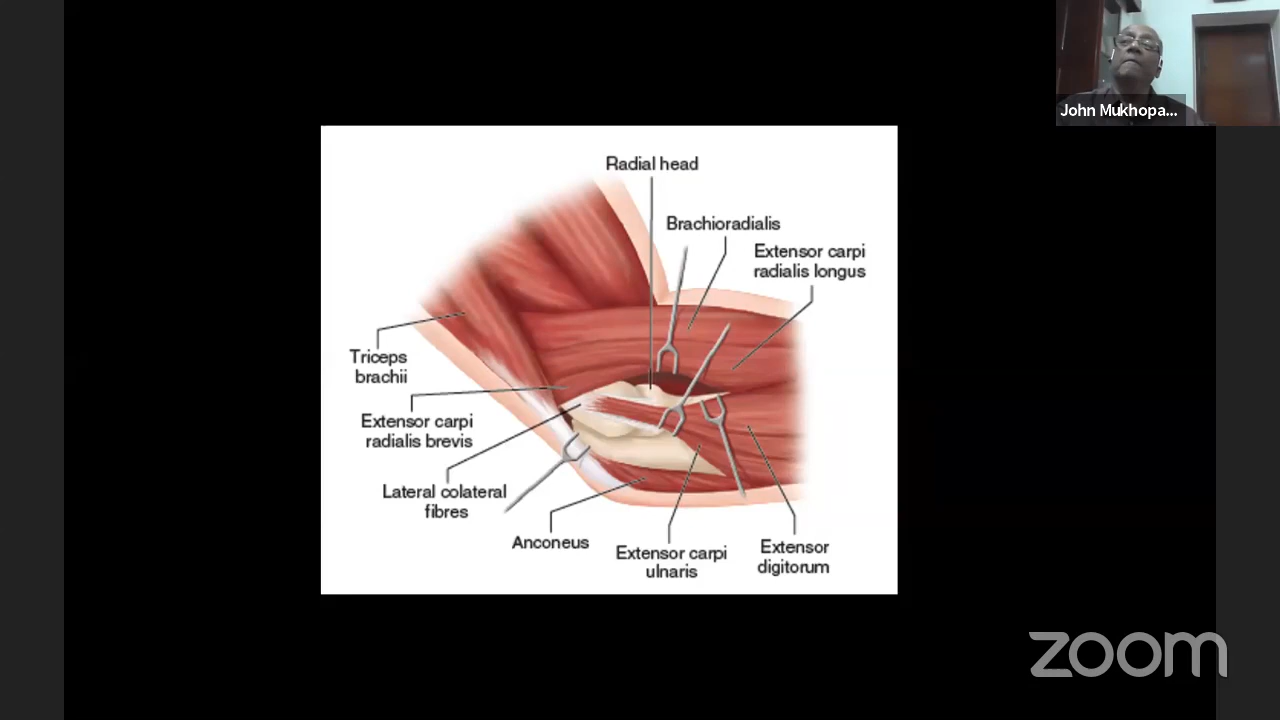 John Mukhopa...
Radial head
Brachioradialis
Extensor carpi
radialis longus
Triceps
brachii
Extensor carpi
radialis brevis
Lateral colateral
fibres
Anconeus
Extensor carpi
ulnaris
Extensor
digitorum
zoom